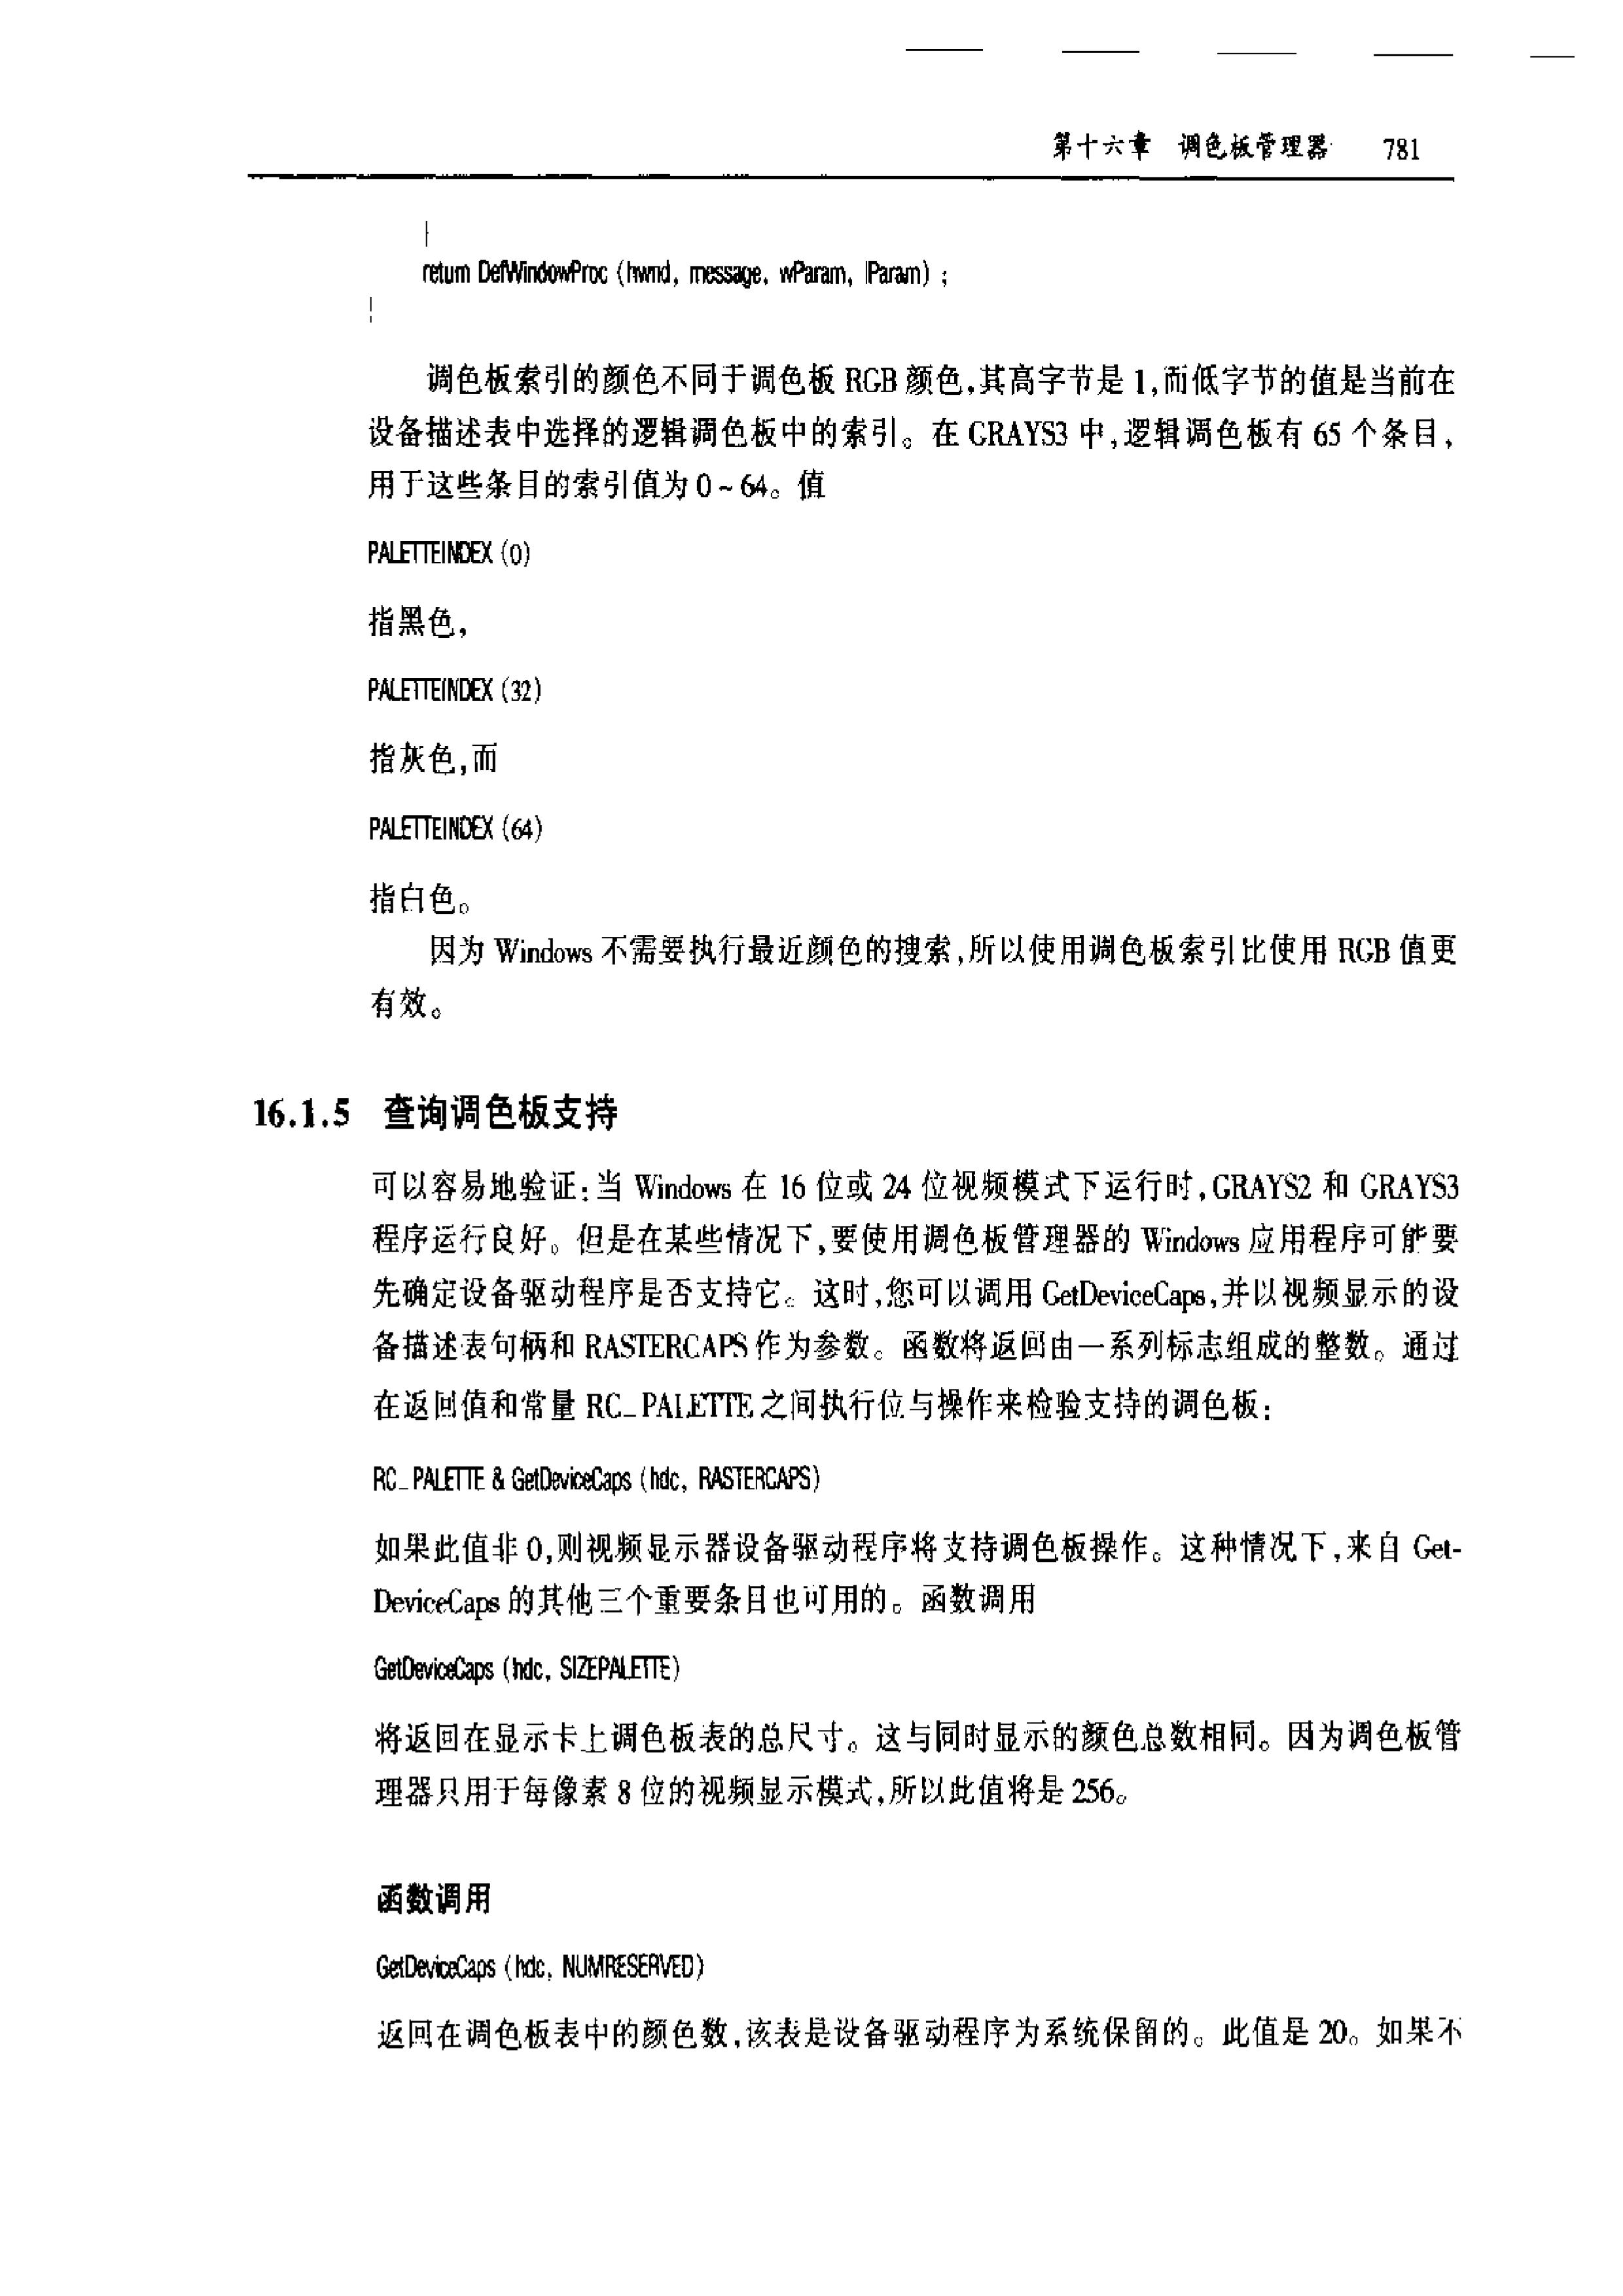 第十六章 调色板管理器 781
}
return DefWindowProc (hwnd, message, wParam, lParam) ;
}
调色板索引的颜色不同于调色板 RGB 颜色,其高字节是 1,而低字节的值是当前在
设备描述表中选择的逻辑调色板中的索引。在 GRAYS3 中,逻辑调色板有 65 个条目,
用于这些条目的索引值为 0 ~ 64。值
PALETTEINDEX (0)
指黑色,
PALETTEINDEX (32)
指灰色,而
PALETTEINDEX (64)
指白色。
因为 Windows 不需要执行最近颜色的搜索,所以使用调色板索引比使用 RGB 值更
有效。
16.1.5 查询调色板支持
可以容易地验证:当 Windows 在 16 位或 24 位视频模式下运行时,GRAYS2 和 GRAYS3
程序运行良好。但是在某些情况下,要使用调色板管理器的 Windows 应用程序可能要
先确定设备驱动程序是否支持它。这时,您可以调用 GetDeviceCaps,并以视频显示的设
备描述表句柄和 RASTERCAPS 作为参数。函数将返回由一系列标志组成的整数。通过
在返回值和常量 RC_PALETTE 之间执行位与操作来检验支持的调色板:
RC_PALETTE & GetDeviceCaps (hdc, RASTERCAPS)
如果此值非 0,则视频显示器设备驱动程序将支持调色板操作。这种情况下,来自 Get-
DeviceCaps 的其他三个重要条目也可用的。函数调用
GetDeviceCaps (hdc, SIZEPALETTE)
将返回在显示卡上调色板表的总尺寸。这与同时显示的颜色总数相同。因为调色板管
理器只用于每像素 8 位的视频显示模式,所以此值将是 256。
函数调用
GetDeviceCaps (hdc, NUMRESERVED)
返回在调色板表中的颜色数,该表是设备驱动程序为系统保留的。此值是 20。如果不